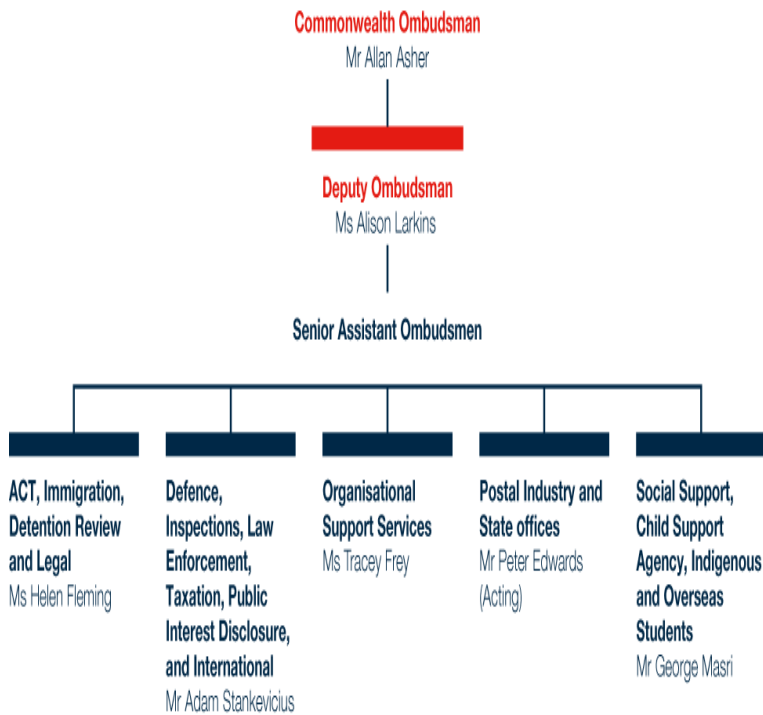 Commonwealth Ombudsman
Mr Allan Asher
Deputy Ombudsman
Ms Alison Larkins
Senior Assistant Ombudsmen
ACT, Immigration,
Detention Review
and Legal
Ms Helen Fleming
Defence,
Inspections, Law
Enforcement,
Taxation, Public
Interest Disclosure,
and International
Mr Adam Stankevicius
Organisational
Support Services
Ms Tracey Frey
Postal Industry and
State offices
Mr Peter Edwards
(Acting)
Social Support,
Child Support
Agency, Indigenous
and Overseas
Students
Mr George Masri